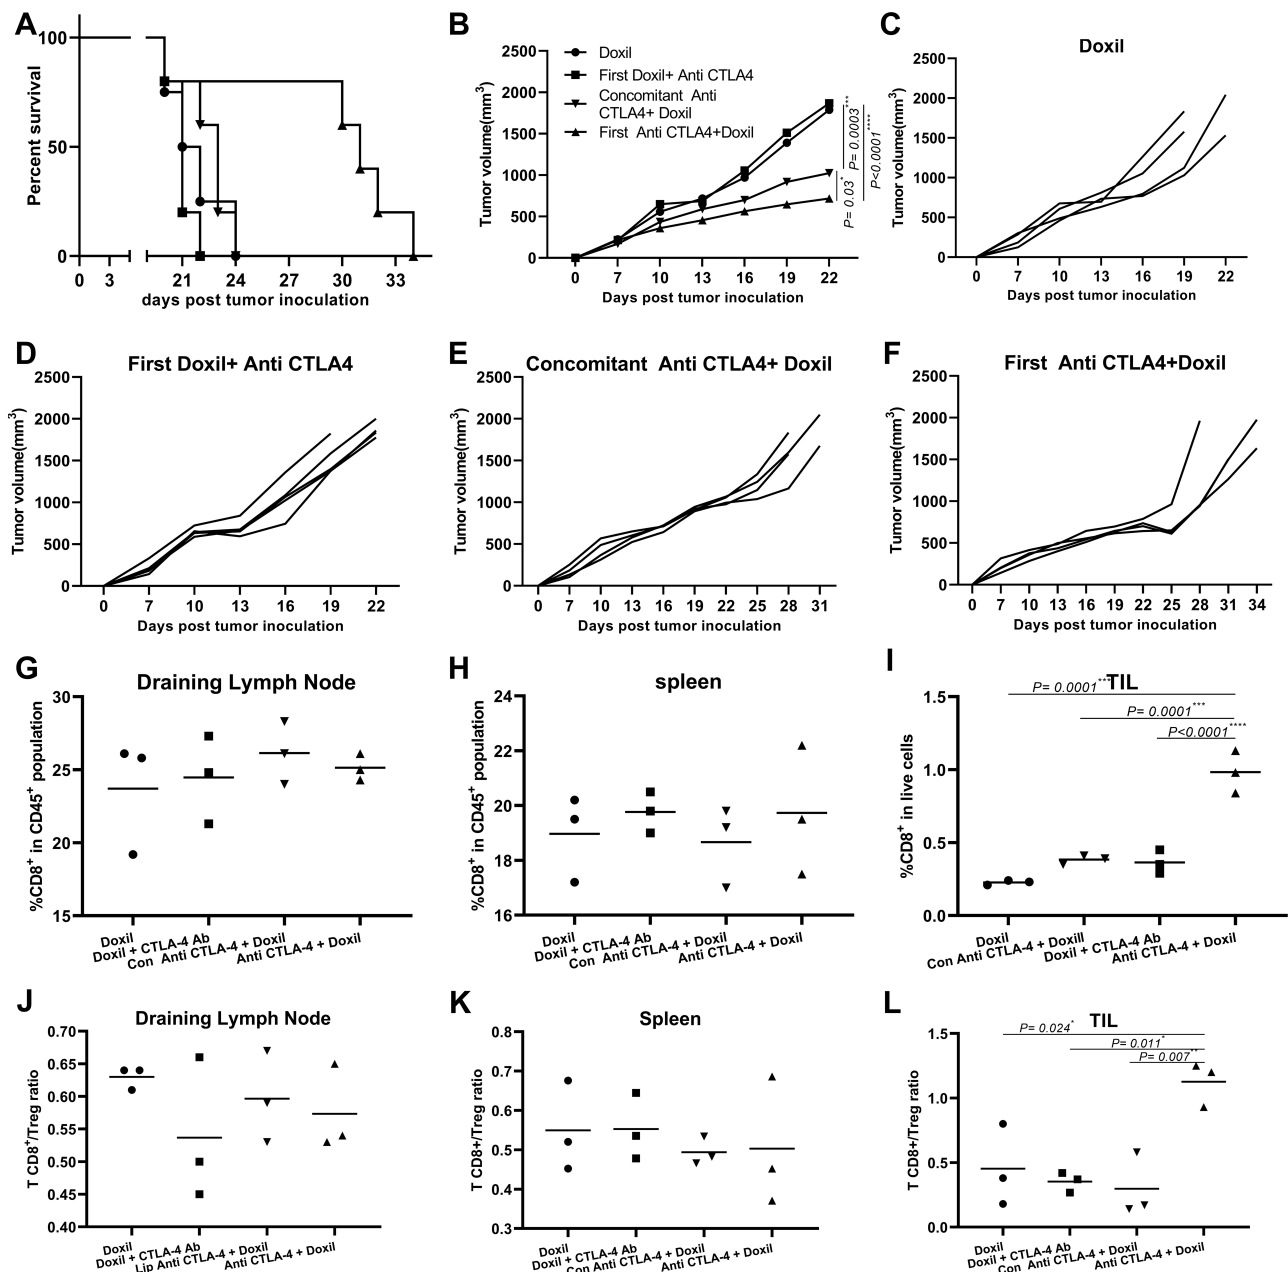 A
100
50
0
Percent survival
0 3 21 24 27 30 33
days post tumor inoculation
B
2500
2000
1500
1000
500
0
Tumor volume(mm³)
Doxil
First Doxil+ Anti CTLA4
Concomitant Anti
CTLA4+ Doxil
First Anti CTLA4+Doxil
P= 0.03*
P= 0.0003***
P<0.0001****
0 7 10 13 16 19 22
Days post tumor inoculation
C
Doxil
2500
2000
1500
1000
500
0
Tumor volume(mm³)
0 7 10 13 16 19 22
Days post tumor inoculation
D
First Doxil+ Anti CTLA4
2500
2000
1500
1000
500
0
Tumor volume(mm³)
0 7 10 13 16 19 22
Days post tumor inoculation
E
Concomitant Anti CTLA4+ Doxil
2500
2000
1500
1000
500
0
Tumor volume(mm³)
0 7 10 13 16 19 22 25 28 31
Days post tumor inoculation
F
First Anti CTLA4+Doxil
2500
2000
1500
1000
500
0
Tumor volume(mm³)
0 7 10 13 16 19 22 25 28 31 34
Days post tumor inoculation
G
Draining Lymph Node
30
25
20
15
%CD8⁺ in CD45⁺ population
Doxil
Doxil + CTLA-4 Ab
Con Anti CTLA-4 + Doxil
Anti CTLA-4 + Doxil
H
spleen
24
22
20
18
16
%CD8⁺ in CD45⁺ population
Doxil
Doxil + CTLA-4 Ab
Con Anti CTLA-4 + Doxil
Anti CTLA-4 + Doxil
I
TIL
P= 0.0001***
P= 0.0001***
P<0.0001****
1.5
1.0
0.5
0.0
%CD8⁺ in live cells
Doxil
Con Anti CTLA-4 + Doxill
Doxil + CTLA-4 Ab
Anti CTLA-4 + Doxil
J
Draining Lymph Node
0.70
0.65
0.60
0.55
0.50
0.45
0.40
T CD8⁺/Treg ratio
Doxil
Doxil + CTLA-4 Ab
Lip Anti CTLA-4 + Doxil
Anti CTLA-4 + Doxil
K
Spleen
0.8
0.7
0.6
0.5
0.4
0.3
T CD8+/Treg ratio
Doxil
Doxil + CTLA-4 Ab
Con Anti CTLA-4 + Doxil
Anti CTLA-4 + Doxil
L
TIL
P= 0.024*
P= 0.011*
P= 0.007**
1.5
1.0
0.5
0.0
T CD8+/Treg ratio
Doxil
Doxil + CTLA-4 Ab
Con Anti CTLA-4 + Doxil
Anti CTLA-4 + Doxil